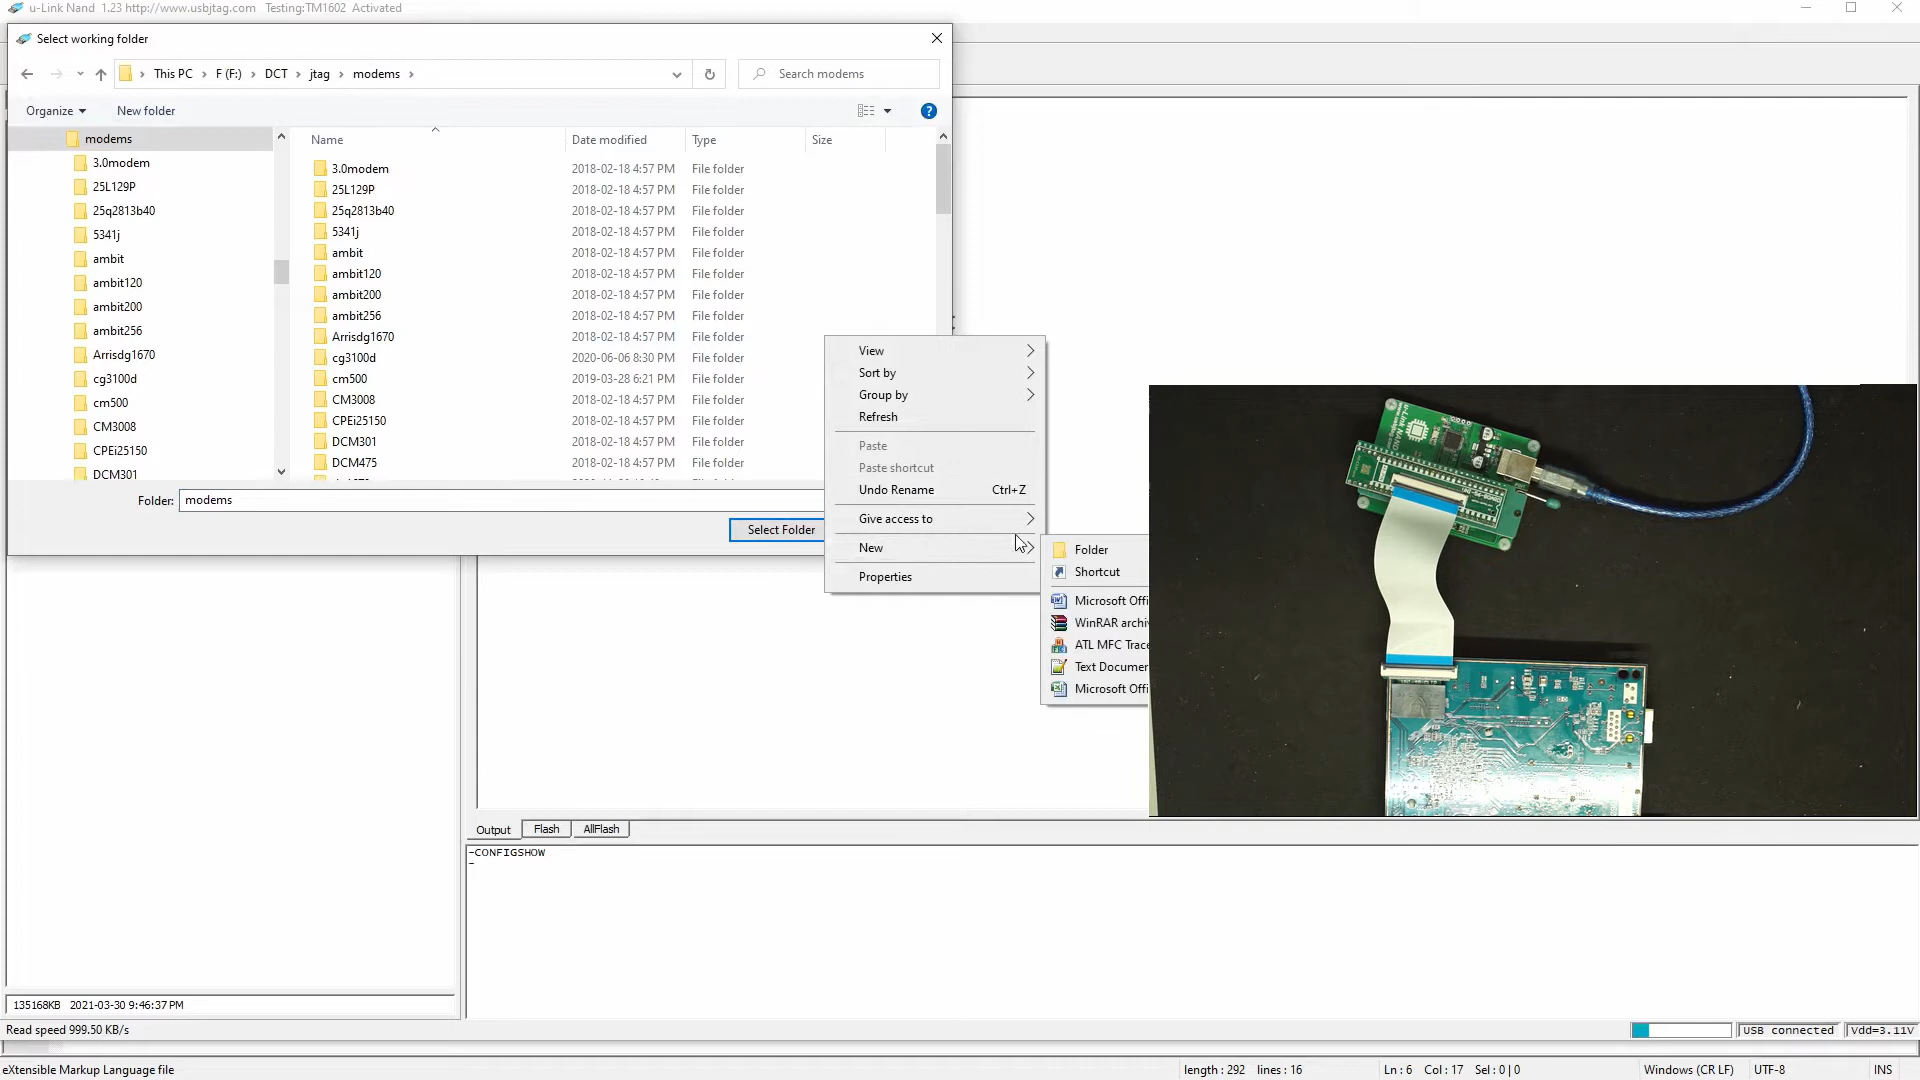 u-Link Nand 1.23 http://www.usbjtag.com Testing:TM1602 Activated
Select working folder
This PC > F (F:) > DCT > jtag > modems >
Search modems
Organize
New folder
modems
3.0modem
25L129P
25q2813b40
5341j
ambit
ambit120
ambit200
ambit256
Arrisdg1670
cg3100d
cm500
CM3008
CPEi25150
DCM301
Name Date modified Type Size
3.0modem 2018-02-18 4:57 PM File folder
25L129P 2018-02-18 4:57 PM File folder
25q2813b40 2018-02-18 4:57 PM File folder
5341j 2018-02-18 4:57 PM File folder
ambit 2018-02-18 4:57 PM File folder
ambit120 2018-02-18 4:57 PM File folder
ambit200 2018-02-18 4:57 PM File folder
ambit256 2018-02-18 4:57 PM File folder
Arrisdg1670 2018-02-18 4:57 PM File folder
cg3100d 2020-06-06 8:30 PM File folder
cm500 2019-03-28 6:21 PM File folder
CM3008 2018-02-18 4:57 PM File folder
CPEi25150 2018-02-18 4:57 PM File folder
DCM301 2018-02-18 4:57 PM File folder
DCM475 2018-02-18 4:57 PM File folder
Folder: modems
Select Folder
View
Sort by
Group by
Refresh
Paste
Paste shortcut
Undo Rename Ctrl+Z
Give access to
New
Properties
Folder
Shortcut
Microsoft Offi
WinRAR archi
ATL MFC Trace
Text Documen
Microsoft Offi
u-Link NAND
Output Flash AllFlash
-CONFIGSHOW
-
135168KB 2021-03-30 9:46:37 PM
Read speed 999.50 KB/s
USB connected
Vdd=3.11V
eXtensible Markup Language file
length : 292 lines : 16
Ln : 6 Col : 17 Sel : 0 | 0
Windows (CR LF)
UTF-8
INS